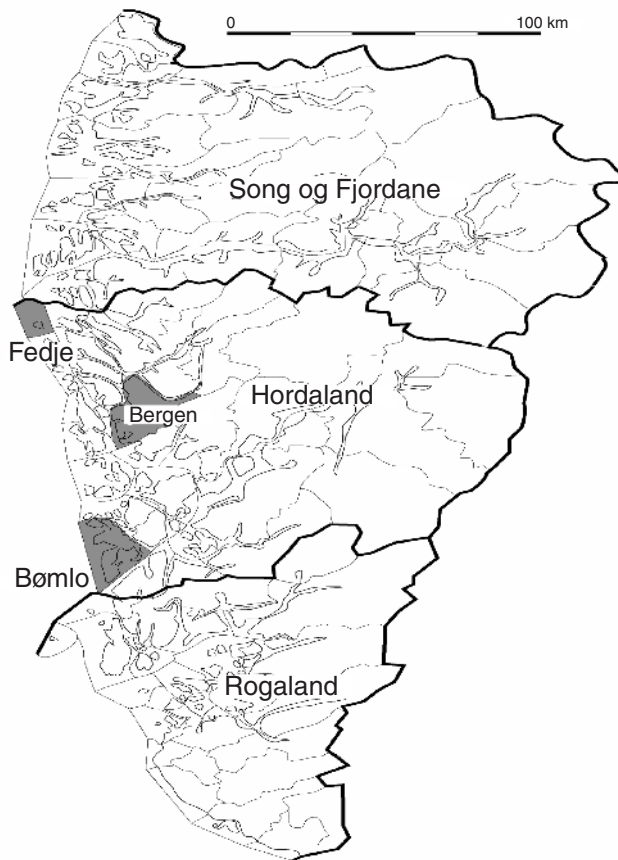 0 100 km
Song og Fjordane
Fedje
Hordaland
Bergen
Bømlo
Rogaland